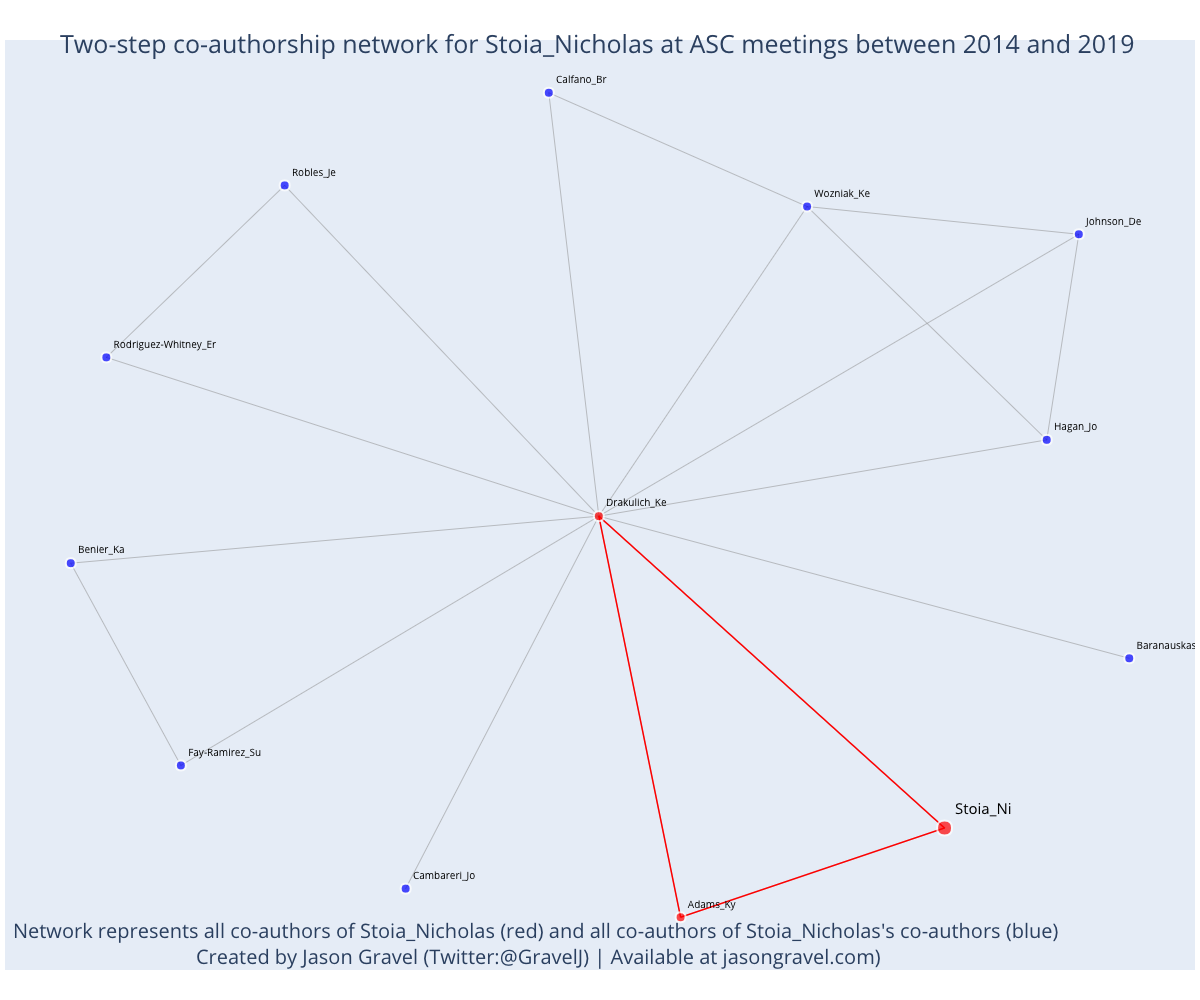 Two-step co-authorship network for Stoia_Nicholas at ASC meetings between 2014 and 2019
Calfano_Br
Robles_Je
Wozniak_Ke
Johnson_De
Rodriguez-Whitney_Er
Hagan_Jo
Drakulich_Ke
Benier_Ka
Baranauskas
Fay-Ramirez_Su
Stoia_Ni
Cambareri_Jo
Adams_Ky
Network represents all co-authors of Stoia_Nicholas (red) and all co-authors of Stoia_Nicholas's co-authors (blue)
Created by Jason Gravel (Twitter:@GravelJ) | Available at jasongravel.com)